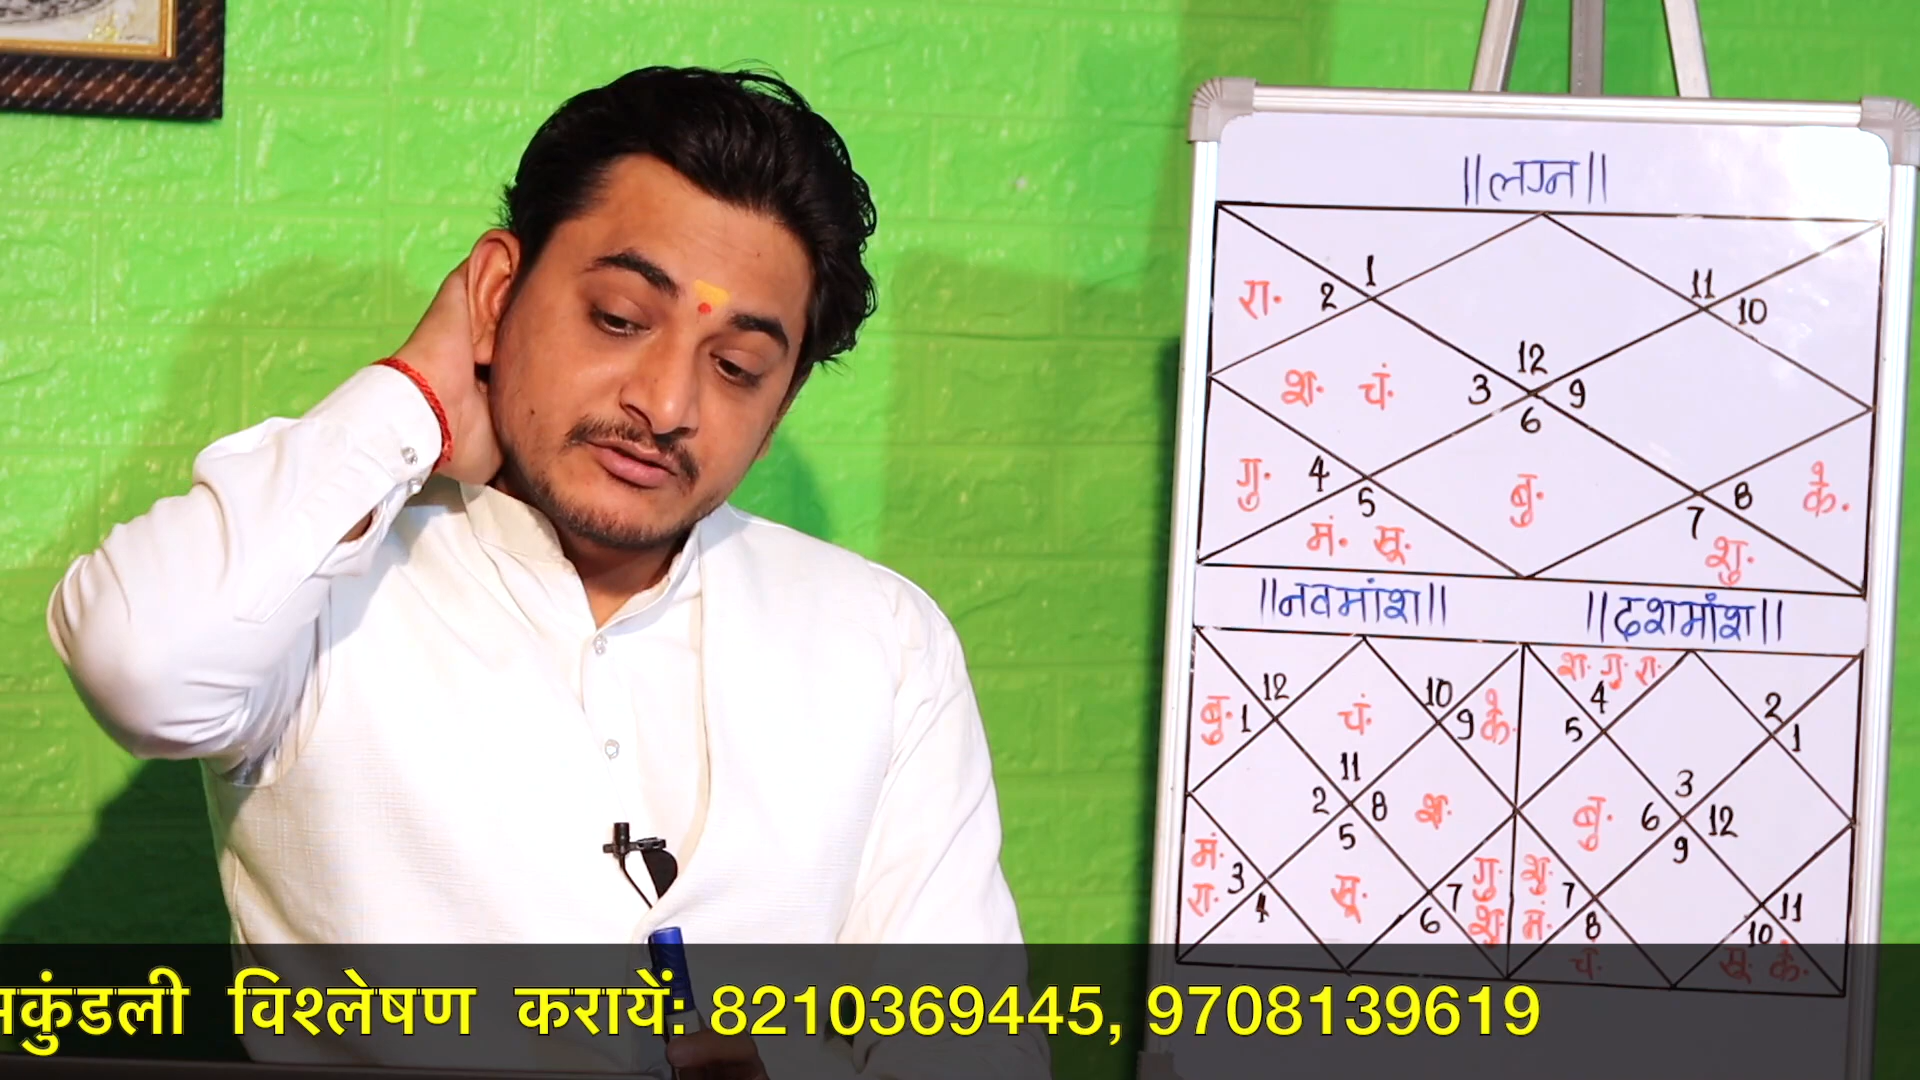 ||लग्न||
1 11
रा. 2 10
12
श. चं. 3 9
6
गु. 4 बु. 8 के.
5 7
मं. सू. शु.
||नवमांश|| ||दशमांश||
श. गु. रा.
12 10 4 2
बु. 1 चं. 9 के. 5 1
11 3
2 8 श. बु. 6 12
5 9
मं. 3 गु. शु.
रा. 4 सू. 7 7 11
6 शु. मं. 8 10
चं. सू. के.
कुंडली विश्लेषण करायें: 8210369445, 9708139619